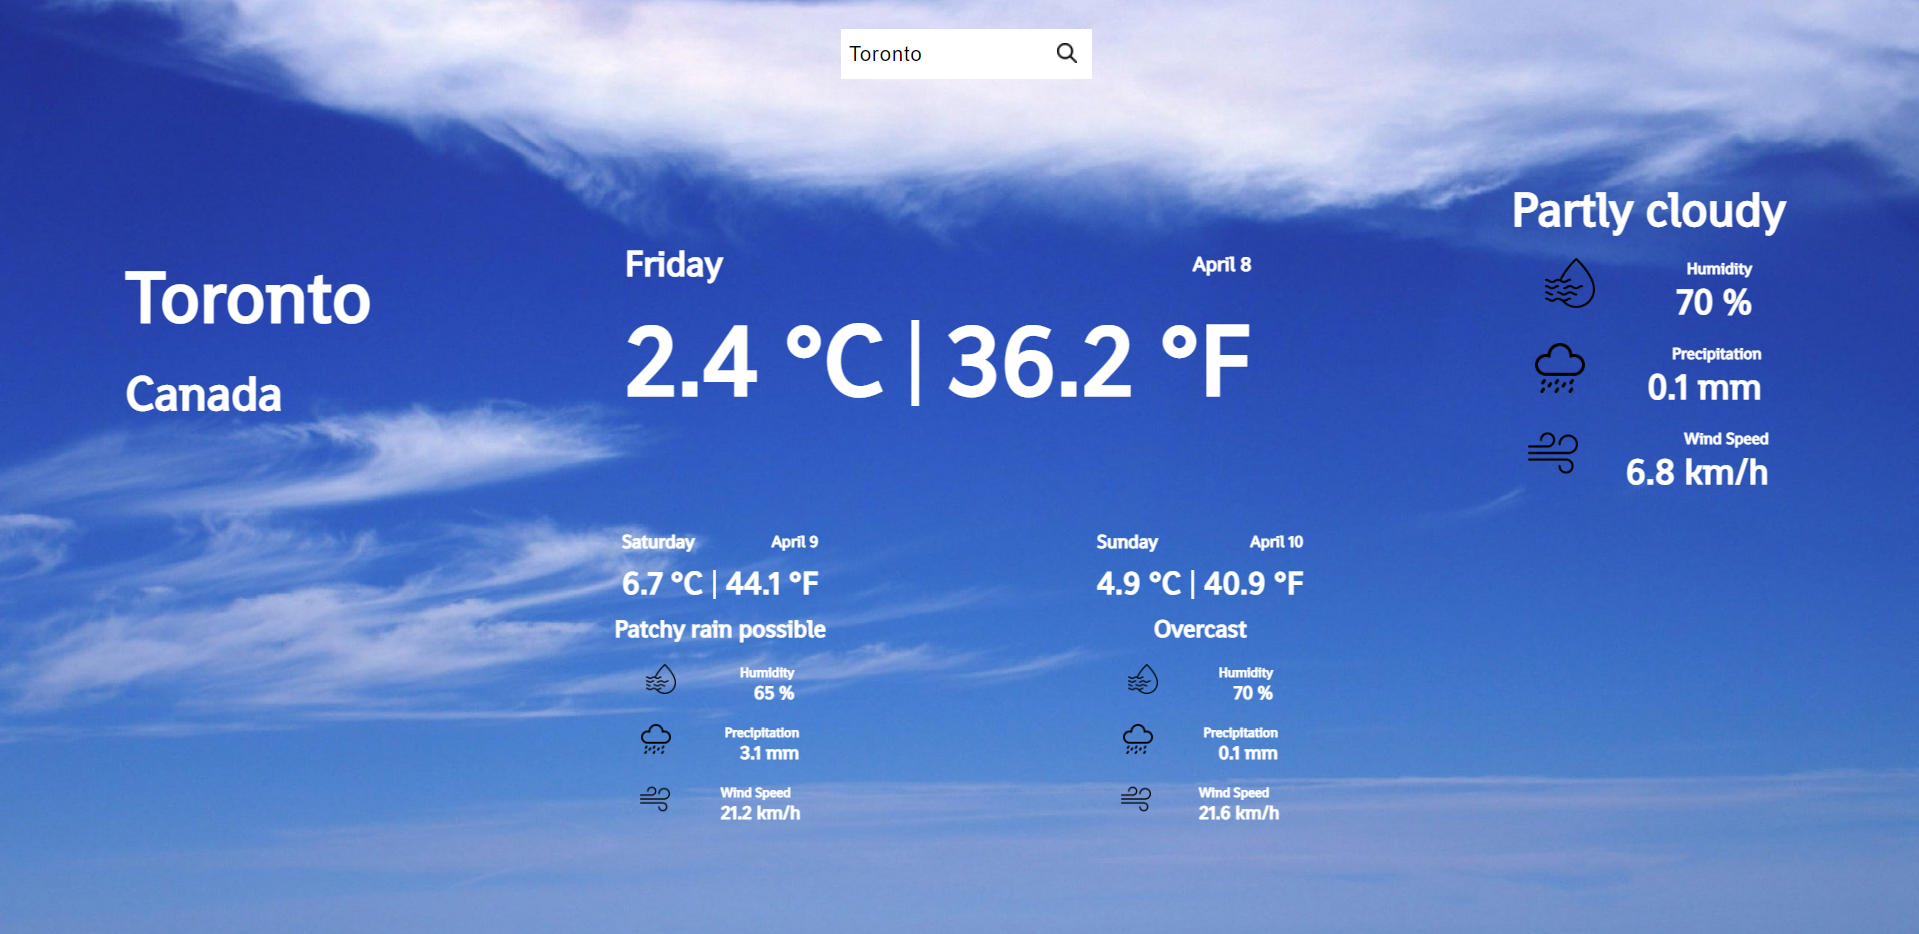 Toronto
Toronto
Canada
Friday April 8
2.4 °C | 36.2 °F
Partly cloudy
Humidity
70 %
Precipitation
0.1 mm
Wind Speed
6.8 km/h
Saturday April 9
6.7 °C | 44.1 °F
Patchy rain possible
Humidity
65 %
Precipitation
3.1 mm
Wind Speed
21.2 km/h
Sunday April 10
4.9 °C | 40.9 °F
Overcast
Humidity
70 %
Precipitation
0.1 mm
Wind Speed
21.6 km/h